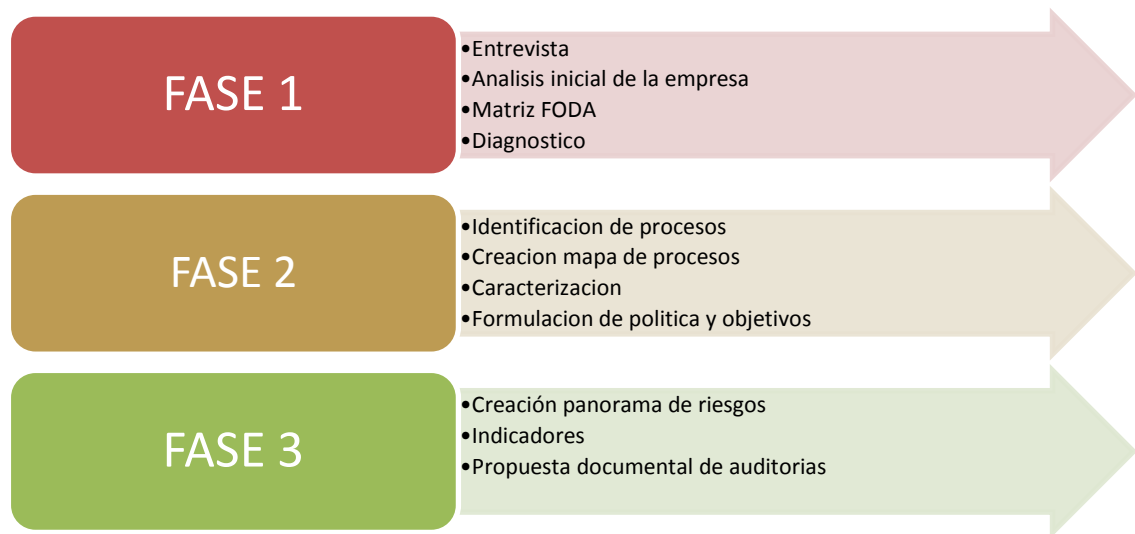 FASE 1
•Entrevista
•Analisis inicial de la empresa
•Matriz FODA
•Diagnostico
FASE 2
•Identificacion de procesos
•Creacion mapa de procesos
•Caracterizacion
•Formulacion de politica y objetivos
FASE 3
•Creación panorama de riesgos
•Indicadores
•Propuesta documental de auditorias